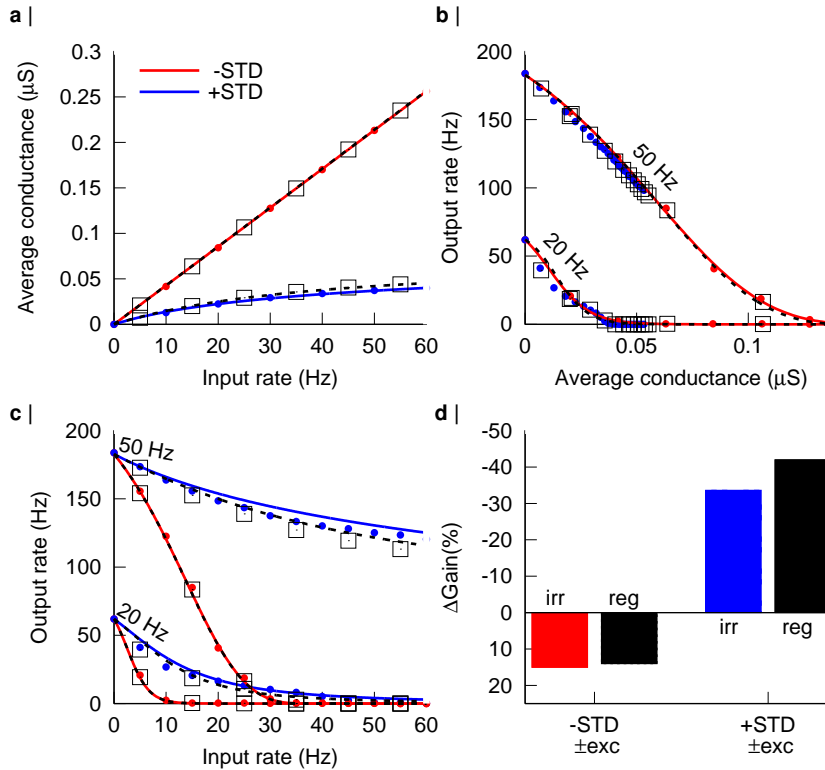 a |
0.3
0.25
0.2
0.15
0.1
0.05
0
Average conductance (μS)
-STD
+STD
0 10 20 30 40 50 60
Input rate (Hz)
b |
200
150
100
50
0
Output rate (Hz)
50 Hz
20 Hz
0 0.05 0.1
Average conductance (μS)
c |
200
150
100
50
0
Output rate (Hz)
50 Hz
20 Hz
0 10 20 30 40 50 60
Input rate (Hz)
d |
-50
-40
-30
-20
-10
0
10
20
ΔGain(%)
irr reg
irr reg
-STD +STD
±exc ±exc